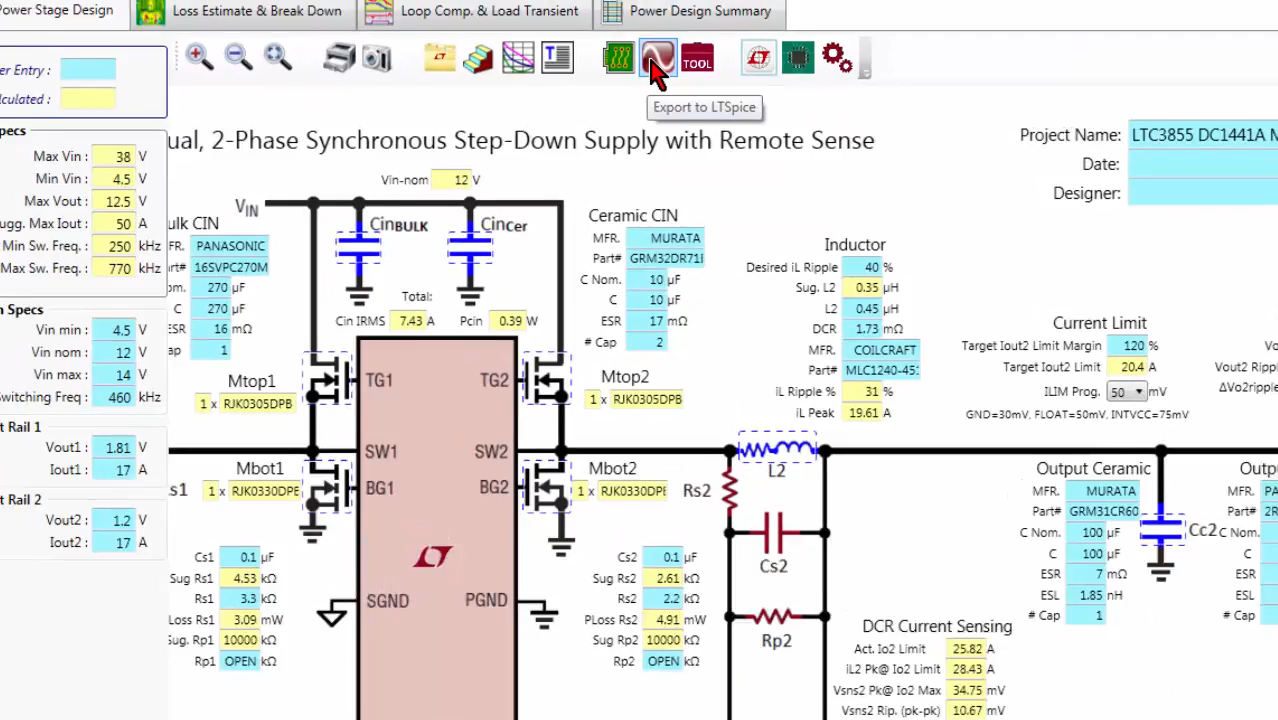 ower Stage Design
Loss Estimate & Break Down
Loop Comp. & Load Transient
Power Design Summary
TOOL
Export to LTSpice
er Entry :
lculated :
pecs
Max Vin : 38 V
Min Vin : 4.5 V
Max Vout : 12.5 V
ugg. Max Iout : 50 A
Min Sw. Freq. : 250 kHz
Max Sw. Freq. : 770 kHz
n Specs
Vin min : 4.5 V
Vin nom : 12 V
Vin max : 14 V
witching Freq : 460 kHz
t Rail 1
Vout1 : 1.81 V
Iout1 : 17 A
t Rail 2
Vout2 : 1.2 V
Iout2 : 17 A
ual, 2-Phase Synchronous Step-Down Supply with Remote Sense
Project Name: LTC3855 DC1441A M
Date:
Designer:
Vin-nom 12 V
VIN
ulk CIN
FR. PANASONIC
art# 16SVPC270M
Nom. 270 µF
C 270 µF
ESR 16 mΩ
ap 1
CinBULK
CinCer
Total:
Cin IRMS 7.43 A
Pcin 0.39 W
Ceramic CIN
MFR. MURATA
Part# GRM32DR71
C Nom. 10 µF
C 10 µF
ESR 17 mΩ
# Cap 2
Inductor
Desired iL Ripple 40 %
Sug. L2 0.35 µH
L2 0.45 µH
DCR 1.73 mΩ
MFR. COILCRAFT
Part# MLC1240-451
iL Ripple % 31 %
iL Peak 19.61 A
Current Limit
Target Iout2 Limit Margin 120 %
Target Iout2 Limit 20.4 A
ILIM Prog. 50 mV
GND=30mV, FLOAT=50mV, INTVCC=75mV
Vo
Vout2 Rippl
ΔVo2ripple
Mtop1
1 x RJK0305DPB
TG1
TG2
Mtop2
1 x RJK0305DPB
SW1
SW2
Mbot1
s1
1 x RJK0330DPB
BG1
BG2
Mbot2
1 x RJK0330DPB
Rs2
L2
Cs2
Rp2
SGND
PGND
Cs1 0.1 µF
Sug Rs1 4.53 kΩ
Rs1 3.3 kΩ
PLoss Rs1 3.09 mW
Sug. Rp1 10000 kΩ
Rp1 OPEN kΩ
Cs2 0.1 µF
Sug Rs2 2.61 kΩ
Rs2 2.2 kΩ
PLoss Rs2 4.91 mW
Sug. Rp2 10000 kΩ
Rp2 OPEN kΩ
Output Ceramic
MFR. MURATA
Part# GRM31CR60
C Nom. 100 µF
C 100 µF
ESR 7 mΩ
ESL 1.85 nH
# Cap 1
Cc2
Outpu
MFR. PA
Part# 2R
C Nom.
C
ESR
ESL
# Cap
DCR Current Sensing
Act. Io2 Limit 25.82 A
iL2 Pk@ Io2 Limit 28.43 A
Vsns2 Pk@ Io2 Max 34.75 mV
Vsns2 Rip. (pk-pk) 10.67 mV